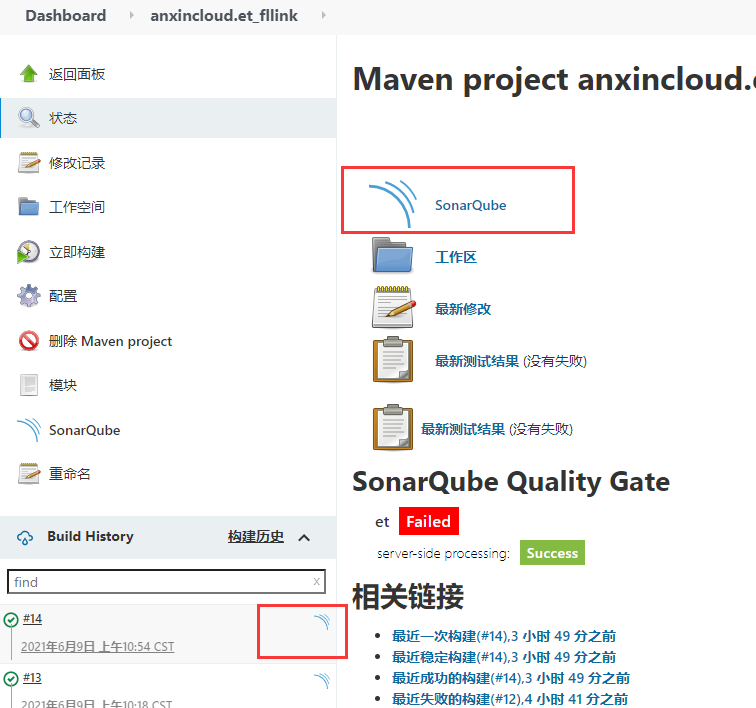 Dashboard
anxincloud.et_fllink
返回面板
状态
修改记录
工作空间
立即构建
配置
删除 Maven project
模块
SonarQube
重命名
Build History 构建历史
find x
#14
2021年6月9日 上午10:54 CST
#13
2021年6月9日 上午10:18 CST
Maven project anxincloud.
SonarQube
工作区
最新修改
最新测试结果 (没有失败)
最新测试结果 (没有失败)
SonarQube Quality Gate
et Failed
server-side processing: Success
相关链接
最近一次构建(#14),3 小时 49 分之前
最近稳定构建(#14),3 小时 49 分之前
最近成功的构建(#14),3 小时 49 分之前
最近失败的构建(#12),4 小时 41 分之前